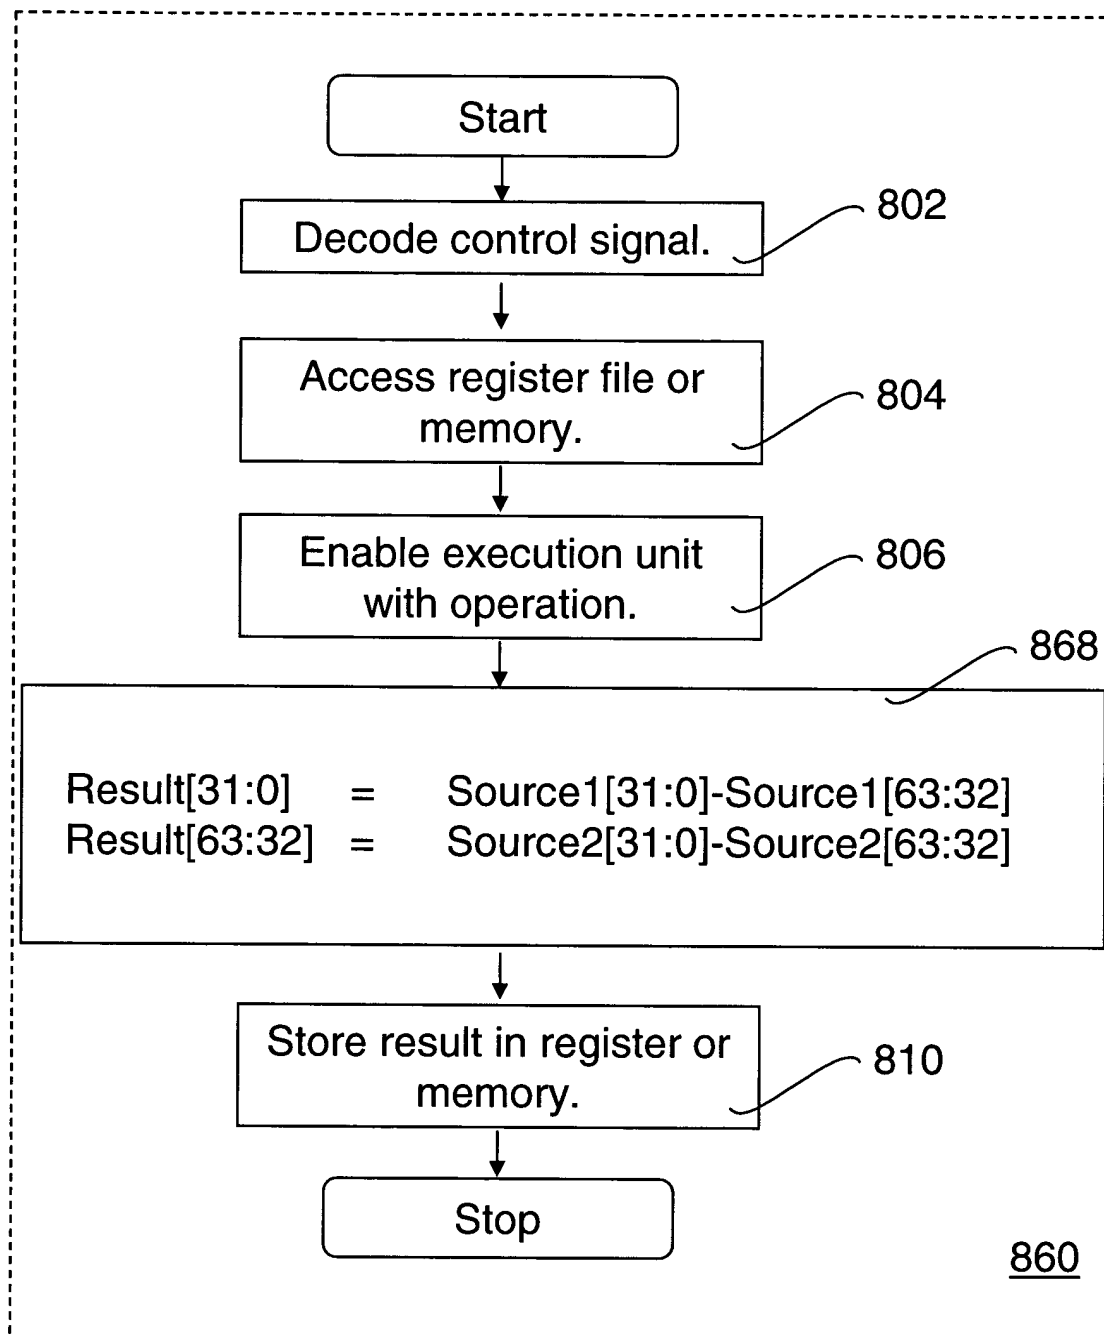 Start
802
Decode control signal.
804
Access register file or
memory.
806
Enable execution unit
with operation.
868
Result[31:0] = Source1[31:0]-Source1[63:32]
Result[63:32] = Source2[31:0]-Source2[63:32]
Store result in register or
memory.
810
Stop
860